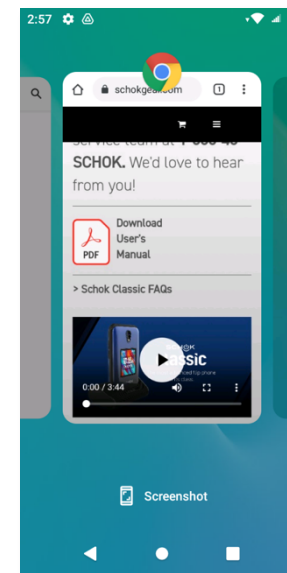 2:57
schokgear.com
1
service team at 1-800-40-
SCHOK. We'd love to hear
from you!
PDF
Download
User's
Manual
> Schok Classic FAQs
SCHOK
Classic
0:00 / 3:44
Screenshot